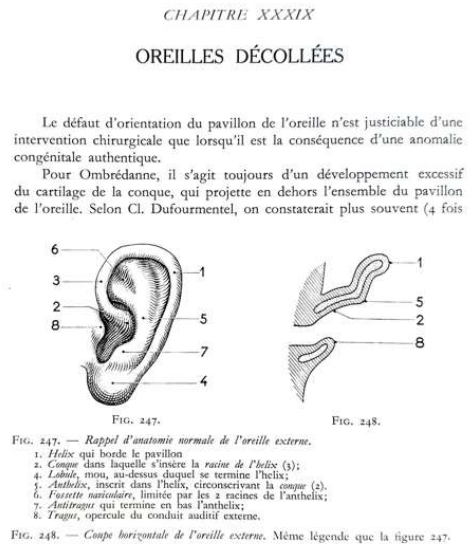 CHAPITRE XXXIX
OREILLES DÉCOLLÉES
Le défaut d'orientation du pavillon de l'oreille n'est justiciable d'une
intervention chirurgicale que lorsqu'il est la conséquence d'une anomalie
congénitale authentique.
Pour Ombrédanne, il s'agit toujours d'un développement excessif
du cartilage de la conque, qui projette en dehors l'ensemble du pavillon
de l'oreille. Selon Cl. Dufourmentel, on constaterait plus souvent (4 fois
6
3
2
8
1
5
7
4
1
5
2
8
FIG. 247.
FIG. 248.
FIG. 247. — Rappel d'anatomie normale de l'oreille externe.
1. Helix qui borde le pavillon
2. Conque dans laquelle s'insère la racine de l'helix (3);
4. Lobule, mou, au-dessus duquel se termine l'helix;
5. Anthelix, inscrit dans l'helix, circonscrivant la conque (2).
6. Fossette naviculaire, limitée par les 2 racines de l'anthelix;
7. Antitragus qui termine en bas l'anthelix;
8. Tragus, opercule du conduit auditif externe.
FIG. 248. — Coupe horizontale de l'oreille externe. Même légende que la figure 247.